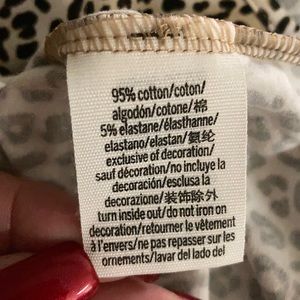 95% cotton/coton/
algodón/cotone/棉
5% elastane/élasthanne/
elastano/elastan/氨纶
exclusive of decoration/
sauf décoration/no incluye la
decoración/esclusa la
decorazione/装饰除外
turn inside out/do not iron on
decoration/retourner le vêtement
à l'envers/ne pas repasser sur les
ornements/lavar del lado del